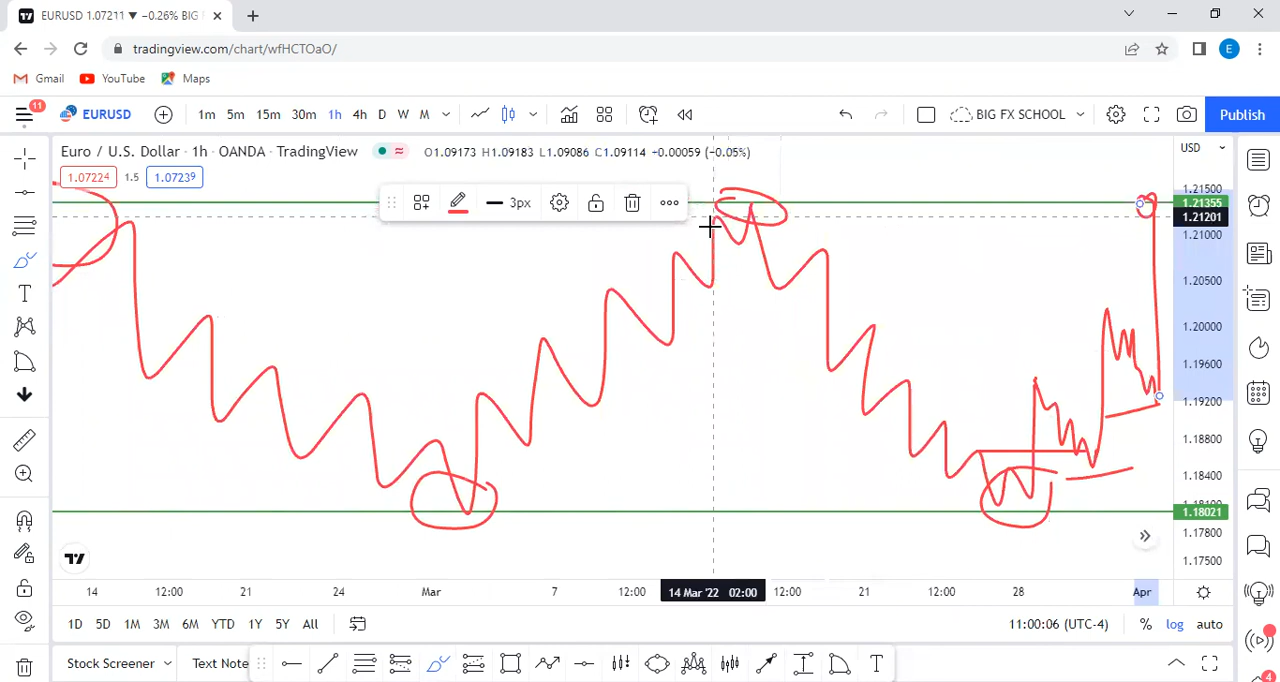 EURUSD 1.07211 ▼ −0.26% BIG F
tradingview.com/chart/wfHCTOaO/
E
Gmail YouTube Maps
11 EURUSD 1m 5m 15m 30m 1h 4h D W M BIG FX SCHOOL Publish
Euro / U.S. Dollar · 1h · OANDA · TradingView O1.09173 H1.09183 L1.09086 C1.09114 +0.00059 (−0.05%) USD
1.07224 1.5 1.07239
3px
1.21500
1.21355
1.21201
1.21000
1.20500
1.20000
1.19600
1.19200
1.18800
1.18400
1.18021
1.17800
1.17500
14 12:00 21 24 Mar 7 12:00 14 Mar '22 02:00 12:00 21 12:00 28 Apr
1D 5D 1M 3M 6M YTD 1Y 5Y All 11:00:06 (UTC-4) % log auto
Stock Screener Text Note
4